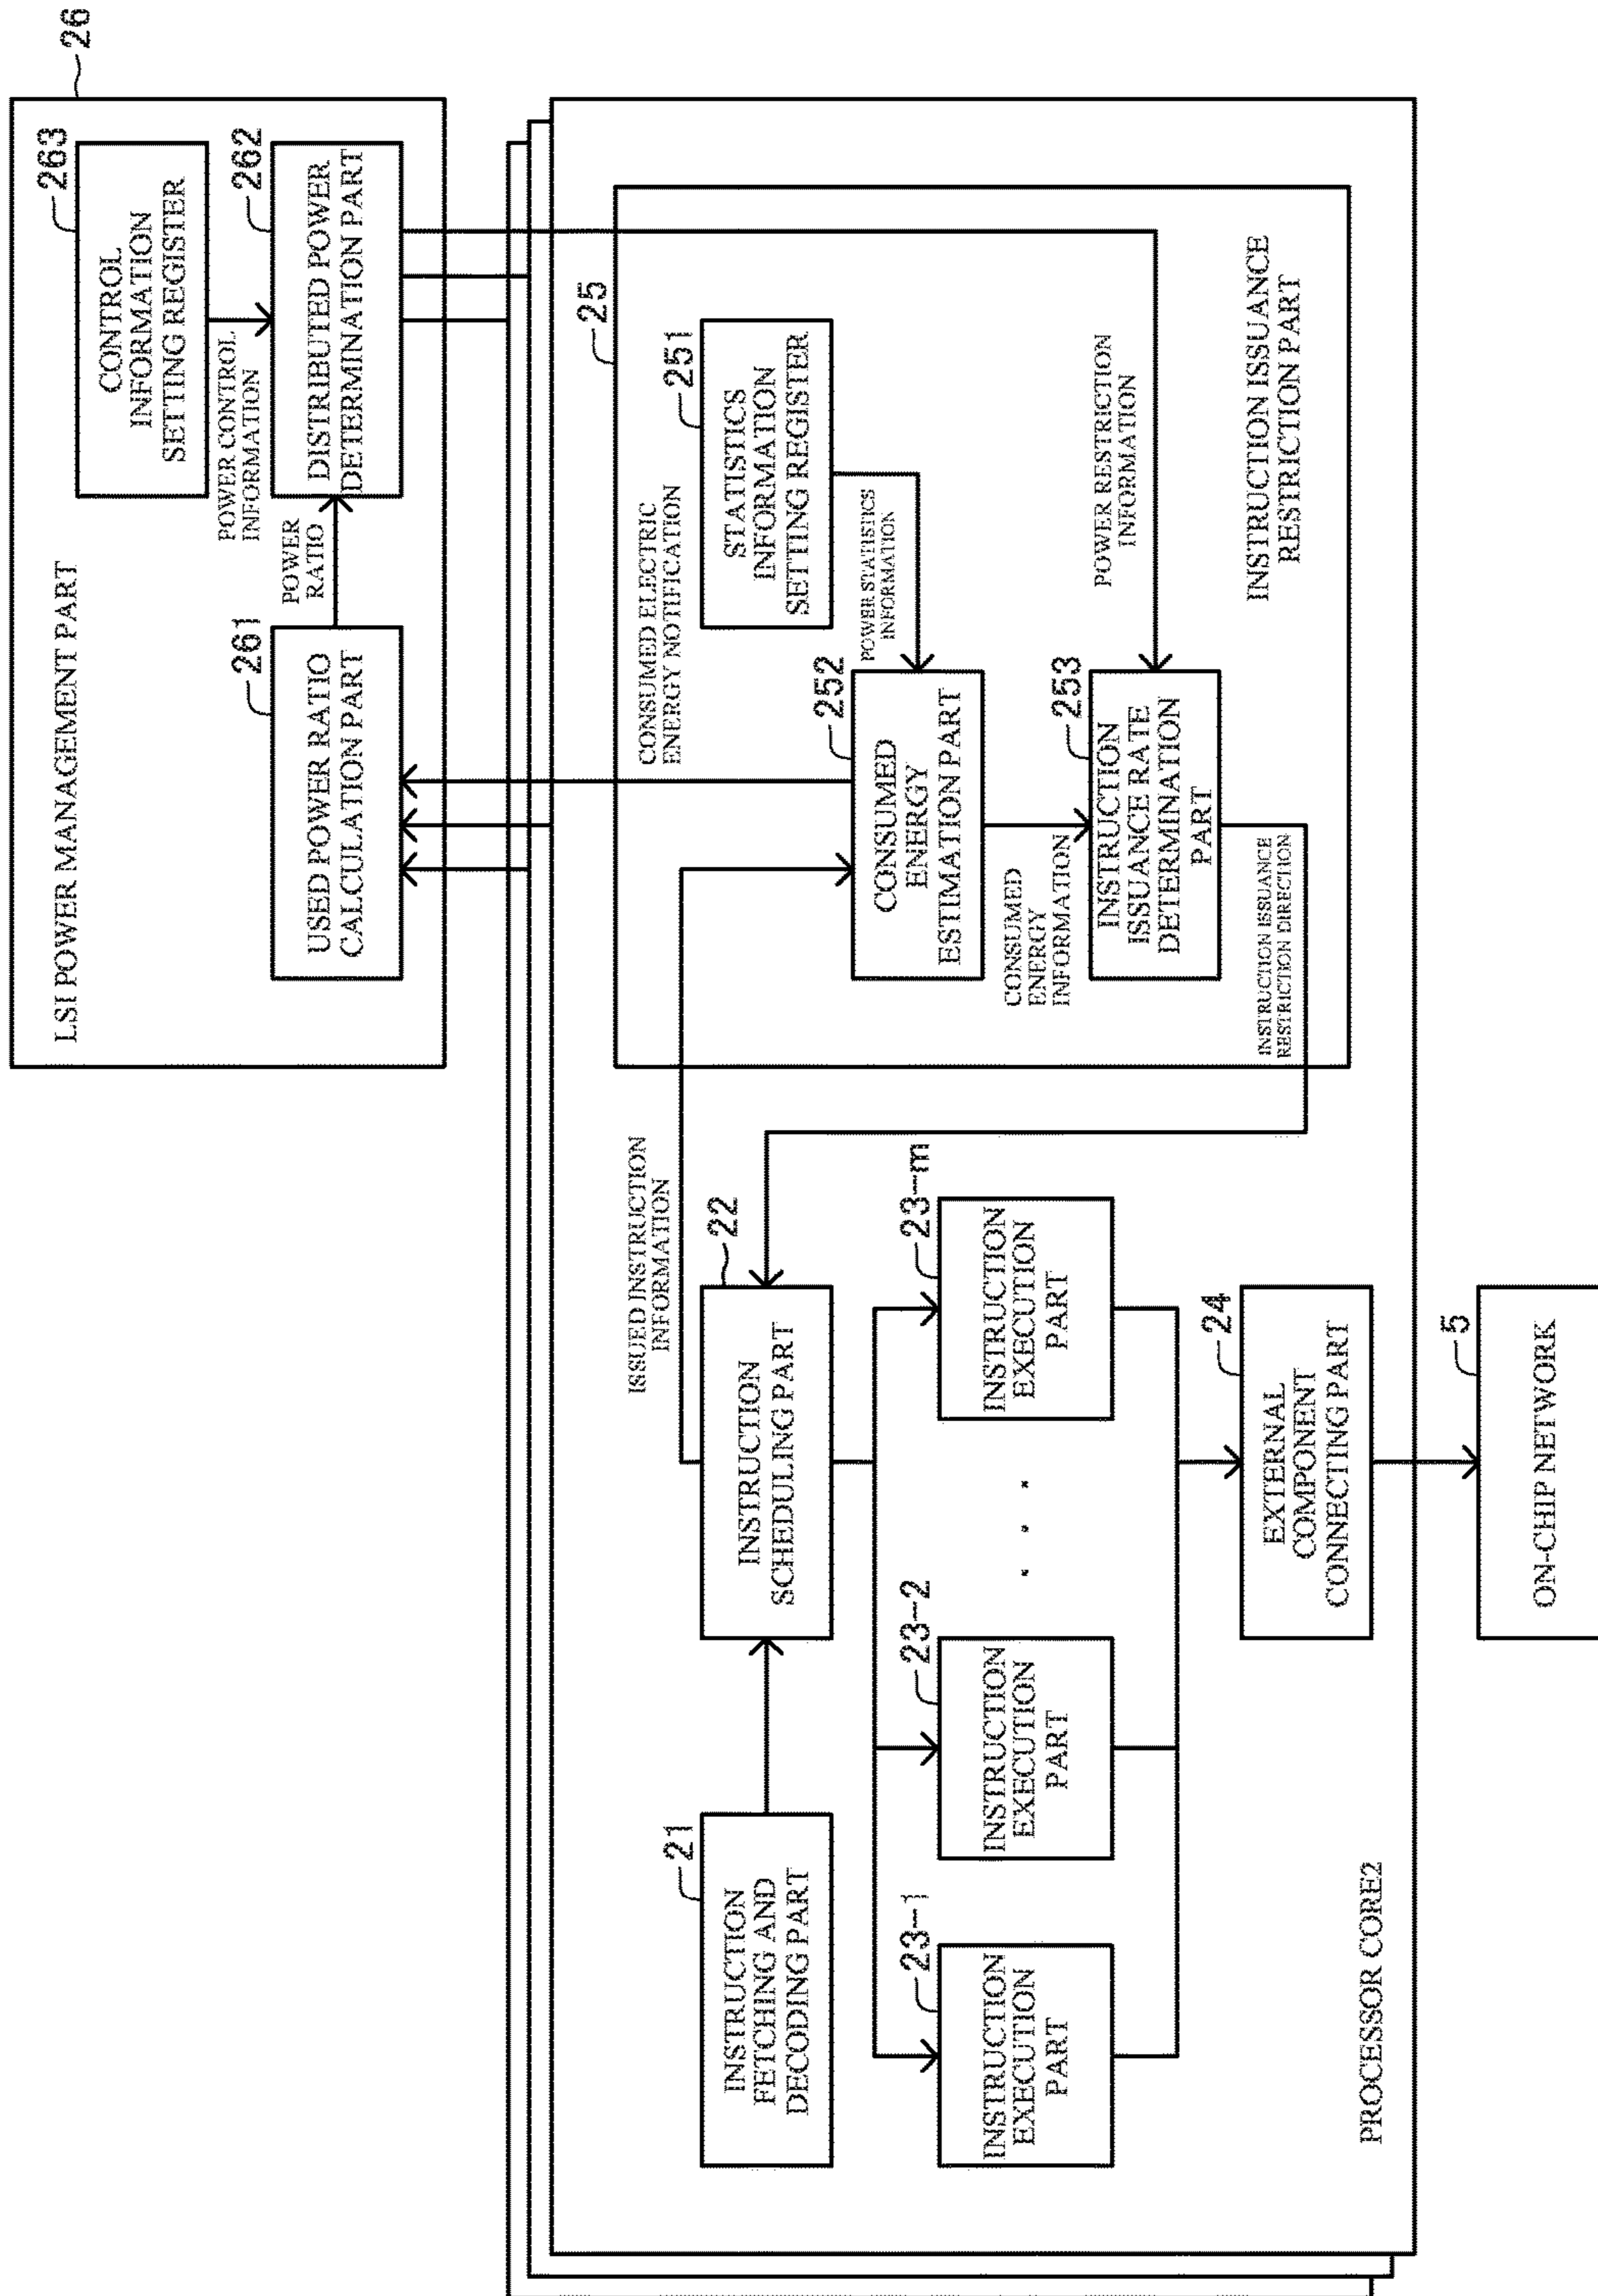 LSI POWER MANAGEMENT PART
26
CONTROL
INFORMATION
SETTING REGISTER
263
POWER CONTROL
INFORMATION
USED POWER RATIO
CALCULATION PART
261
POWER
RATIO
DISTRIBUTED POWER
DETERMINATION PART
262
ISSUED INSTRUCTION
INFORMATION
CONSUMED ELECTRIC
ENERGY NOTIFICATION
25
INSTRUCTION
FETCHING AND
DECODING PART
21
INSTRUCTION
SCHEDULING PART
22
STATISTICS
INFORMATION
SETTING REGISTER
251
POWER STATISTICS
INFORMATION
CONSUMED
ENERGY
ESTIMATION PART
252
CONSUMED
ENERGY
INFORMATION
INSTRUCTION
ISSUANCE RATE
DETERMINATION
PART
253
POWER RESTRICTION
INFORMATION
INSTRUCTION ISSUANCE
RESTRICTION DIRECTION
INSTRUCTION ISSUANCE
RESTRICTION PART
INSTRUCTION
EXECUTION
PART
23-1
INSTRUCTION
EXECUTION
PART
23-2
. . .
INSTRUCTION
EXECUTION
PART
23-m
EXTERNAL
COMPONENT
CONNECTING PART
24
PROCESSOR CORE2
ON-CHIP NETWORK
5